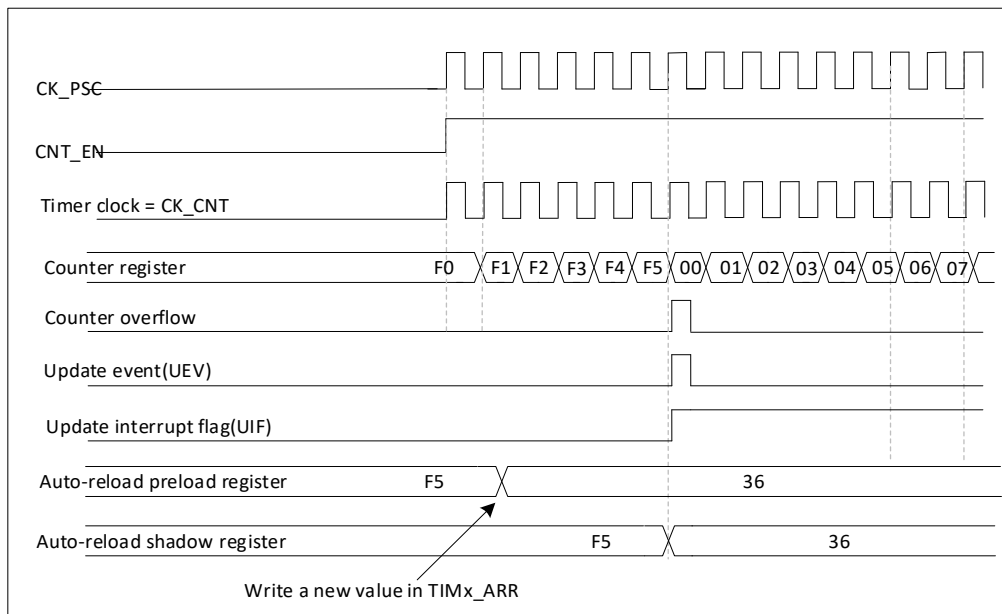 CK_PSC
CNT_EN
Timer clock = CK_CNT
Counter register F0 F1 F2 F3 F4 F5 00 01 02 03 04 05 06 07
Counter overflow
Update event(UEV)
Update interrupt flag(UIF)
Auto-reload preload register F5 36
Auto-reload shadow register F5 36
Write a new value in TIMx_ARR